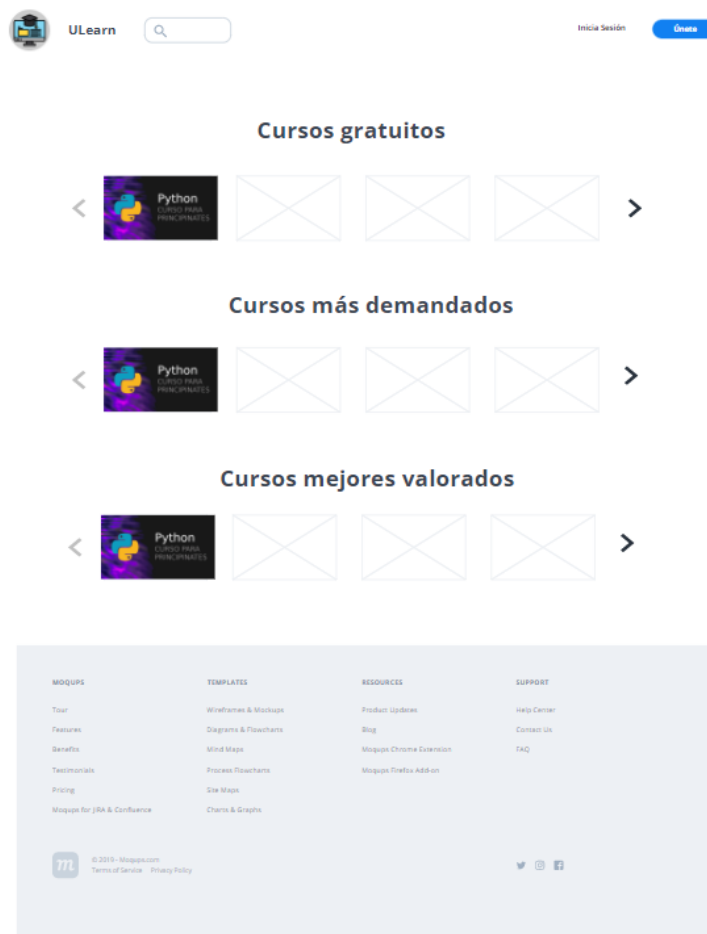 ULearn
Inicia Sesión
Únete
Cursos gratuitos
Python
CURSO PARA
PRINCIPINATES
Cursos más demandados
Python
CURSO PARA
PRINCIPINATES
Cursos mejores valorados
Python
CURSO PARA
PRINCIPINATES
MOQUPS
Tour
Features
Benefits
Testimonials
Pricing
Moqups for JIRA & Confluence
TEMPLATES
Wireframes & Mockups
Diagrams & Flowcharts
Mind Maps
Process Flowcharts
Site Maps
Charts & Graphs
RESOURCES
Product Updates
Blog
Moqups Chrome Extension
Moqups Firefox Add-on
SUPPORT
Help Center
Contact Us
FAQ
m
© 2019 - Moqups.com
Terms of Service Privacy Policy